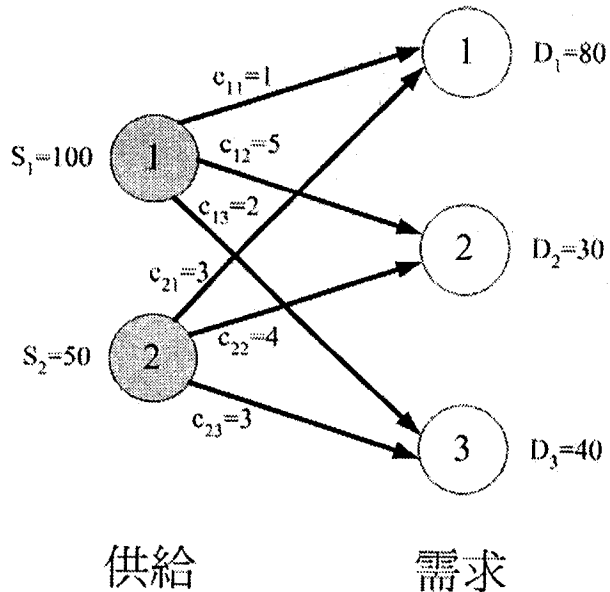 1
D₁=80
c₁₁=1
S₁=100
1
c₁₂=5
c₁₃=2
2
D₂=30
c₂₁=3
S₂=50
2
c₂₂=4
c₂₃=3
3
D₃=40
供給
需求